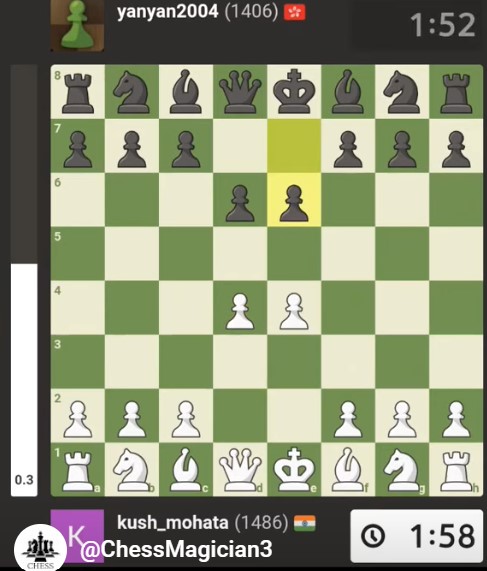 yanyan2004 (1406)
1:52
8
7
6
5
4
3
2
1
a b c d e f g h
0.3
K kush_mohata (1486)
1:58
@ChessMagician3
CHESS